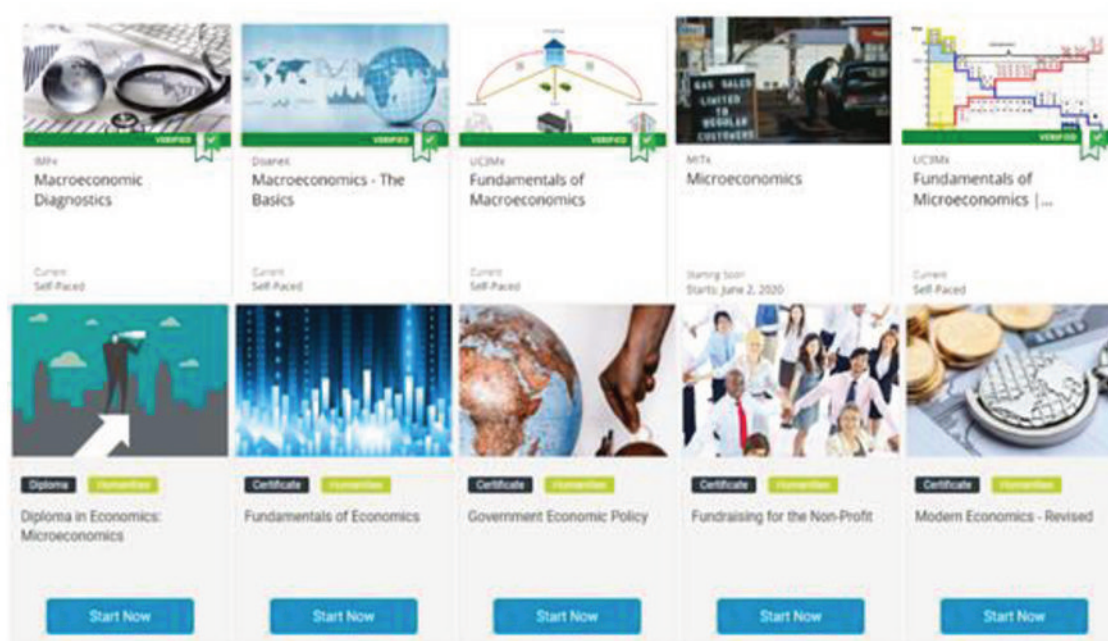 VERIFIED
VERIFIED
VERIFIED
GAS SALES
LIMITED
TO
REGULAR
CUSTOMERS
VERIFIED
IMFx
Macroeconomic
Diagnostics
Current
Self-Paced
DoaneX
Macroeconomics - The
Basics
Current
Self-Paced
UC3Mx
Fundamentals of
Macroeconomics
Current
Self-Paced
MITx
Microeconomics
Starting Soon
Starts: June 2, 2020
UC3Mx
Fundamentals of
Microeconomics |...
Current
Self-Paced
Diploma Humanities
Diploma in Economics:
Microeconomics
Start Now
Certificate Humanities
Fundamentals of Economics
Start Now
Certificate Humanities
Government Economic Policy
Start Now
Certificate Humanities
Fundraising for the Non-Profit
Start Now
Certificate Humanities
Modern Economics - Revised
Start Now